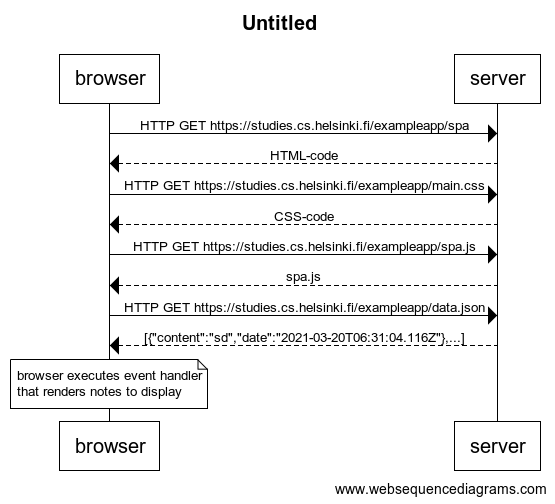 Untitled
browser
server
HTTP GET https://studies.cs.helsinki.fi/exampleapp/spa
HTML-code
HTTP GET https://studies.cs.helsinki.fi/exampleapp/main.css
CSS-code
HTTP GET https://studies.cs.helsinki.fi/exampleapp/spa.js
spa.js
HTTP GET https://studies.cs.helsinki.fi/exampleapp/data.json
[{"content":"sd","date":"2021-03-20T06:31:04.116Z"},...]
browser executes event handler
that renders notes to display
browser
server
www.websequencediagrams.com